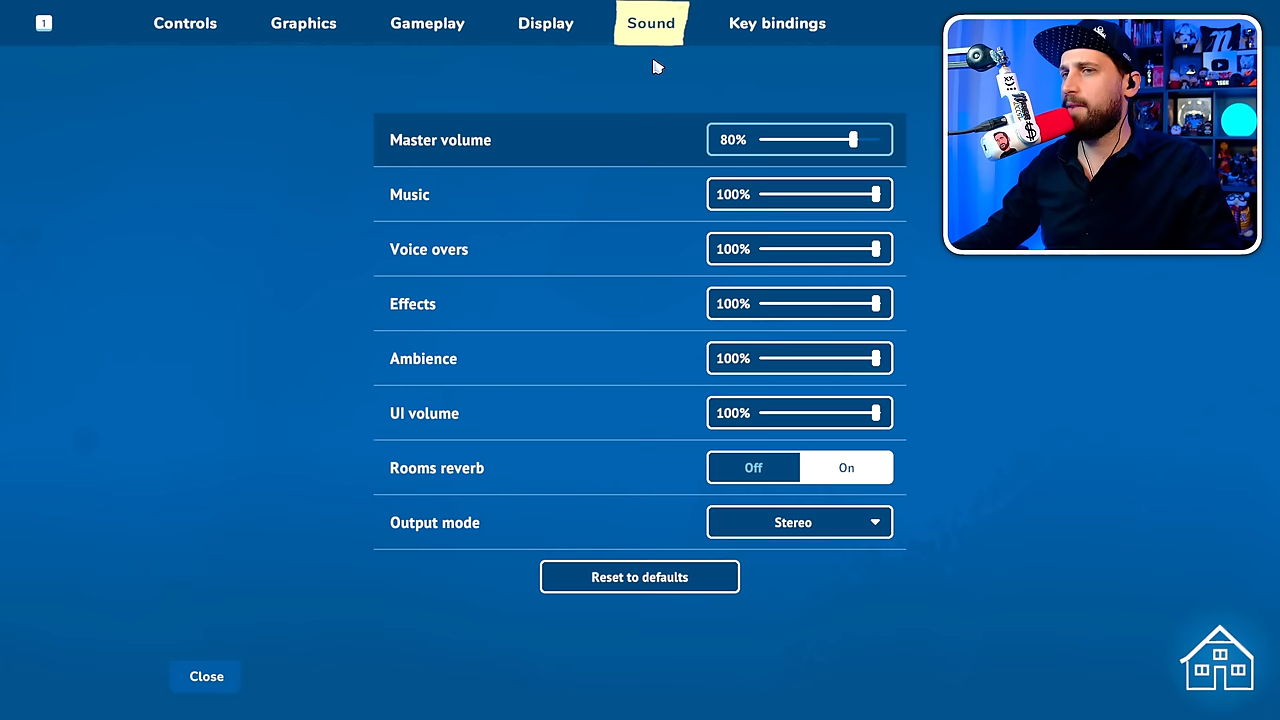 1
Controls
Graphics
Gameplay
Display
Sound
Key bindings
Master volume
80%
Music
100%
Voice overs
100%
Effects
100%
Ambience
100%
UI volume
100%
Rooms reverb
Off
On
Output mode
Stereo
Reset to defaults
Close